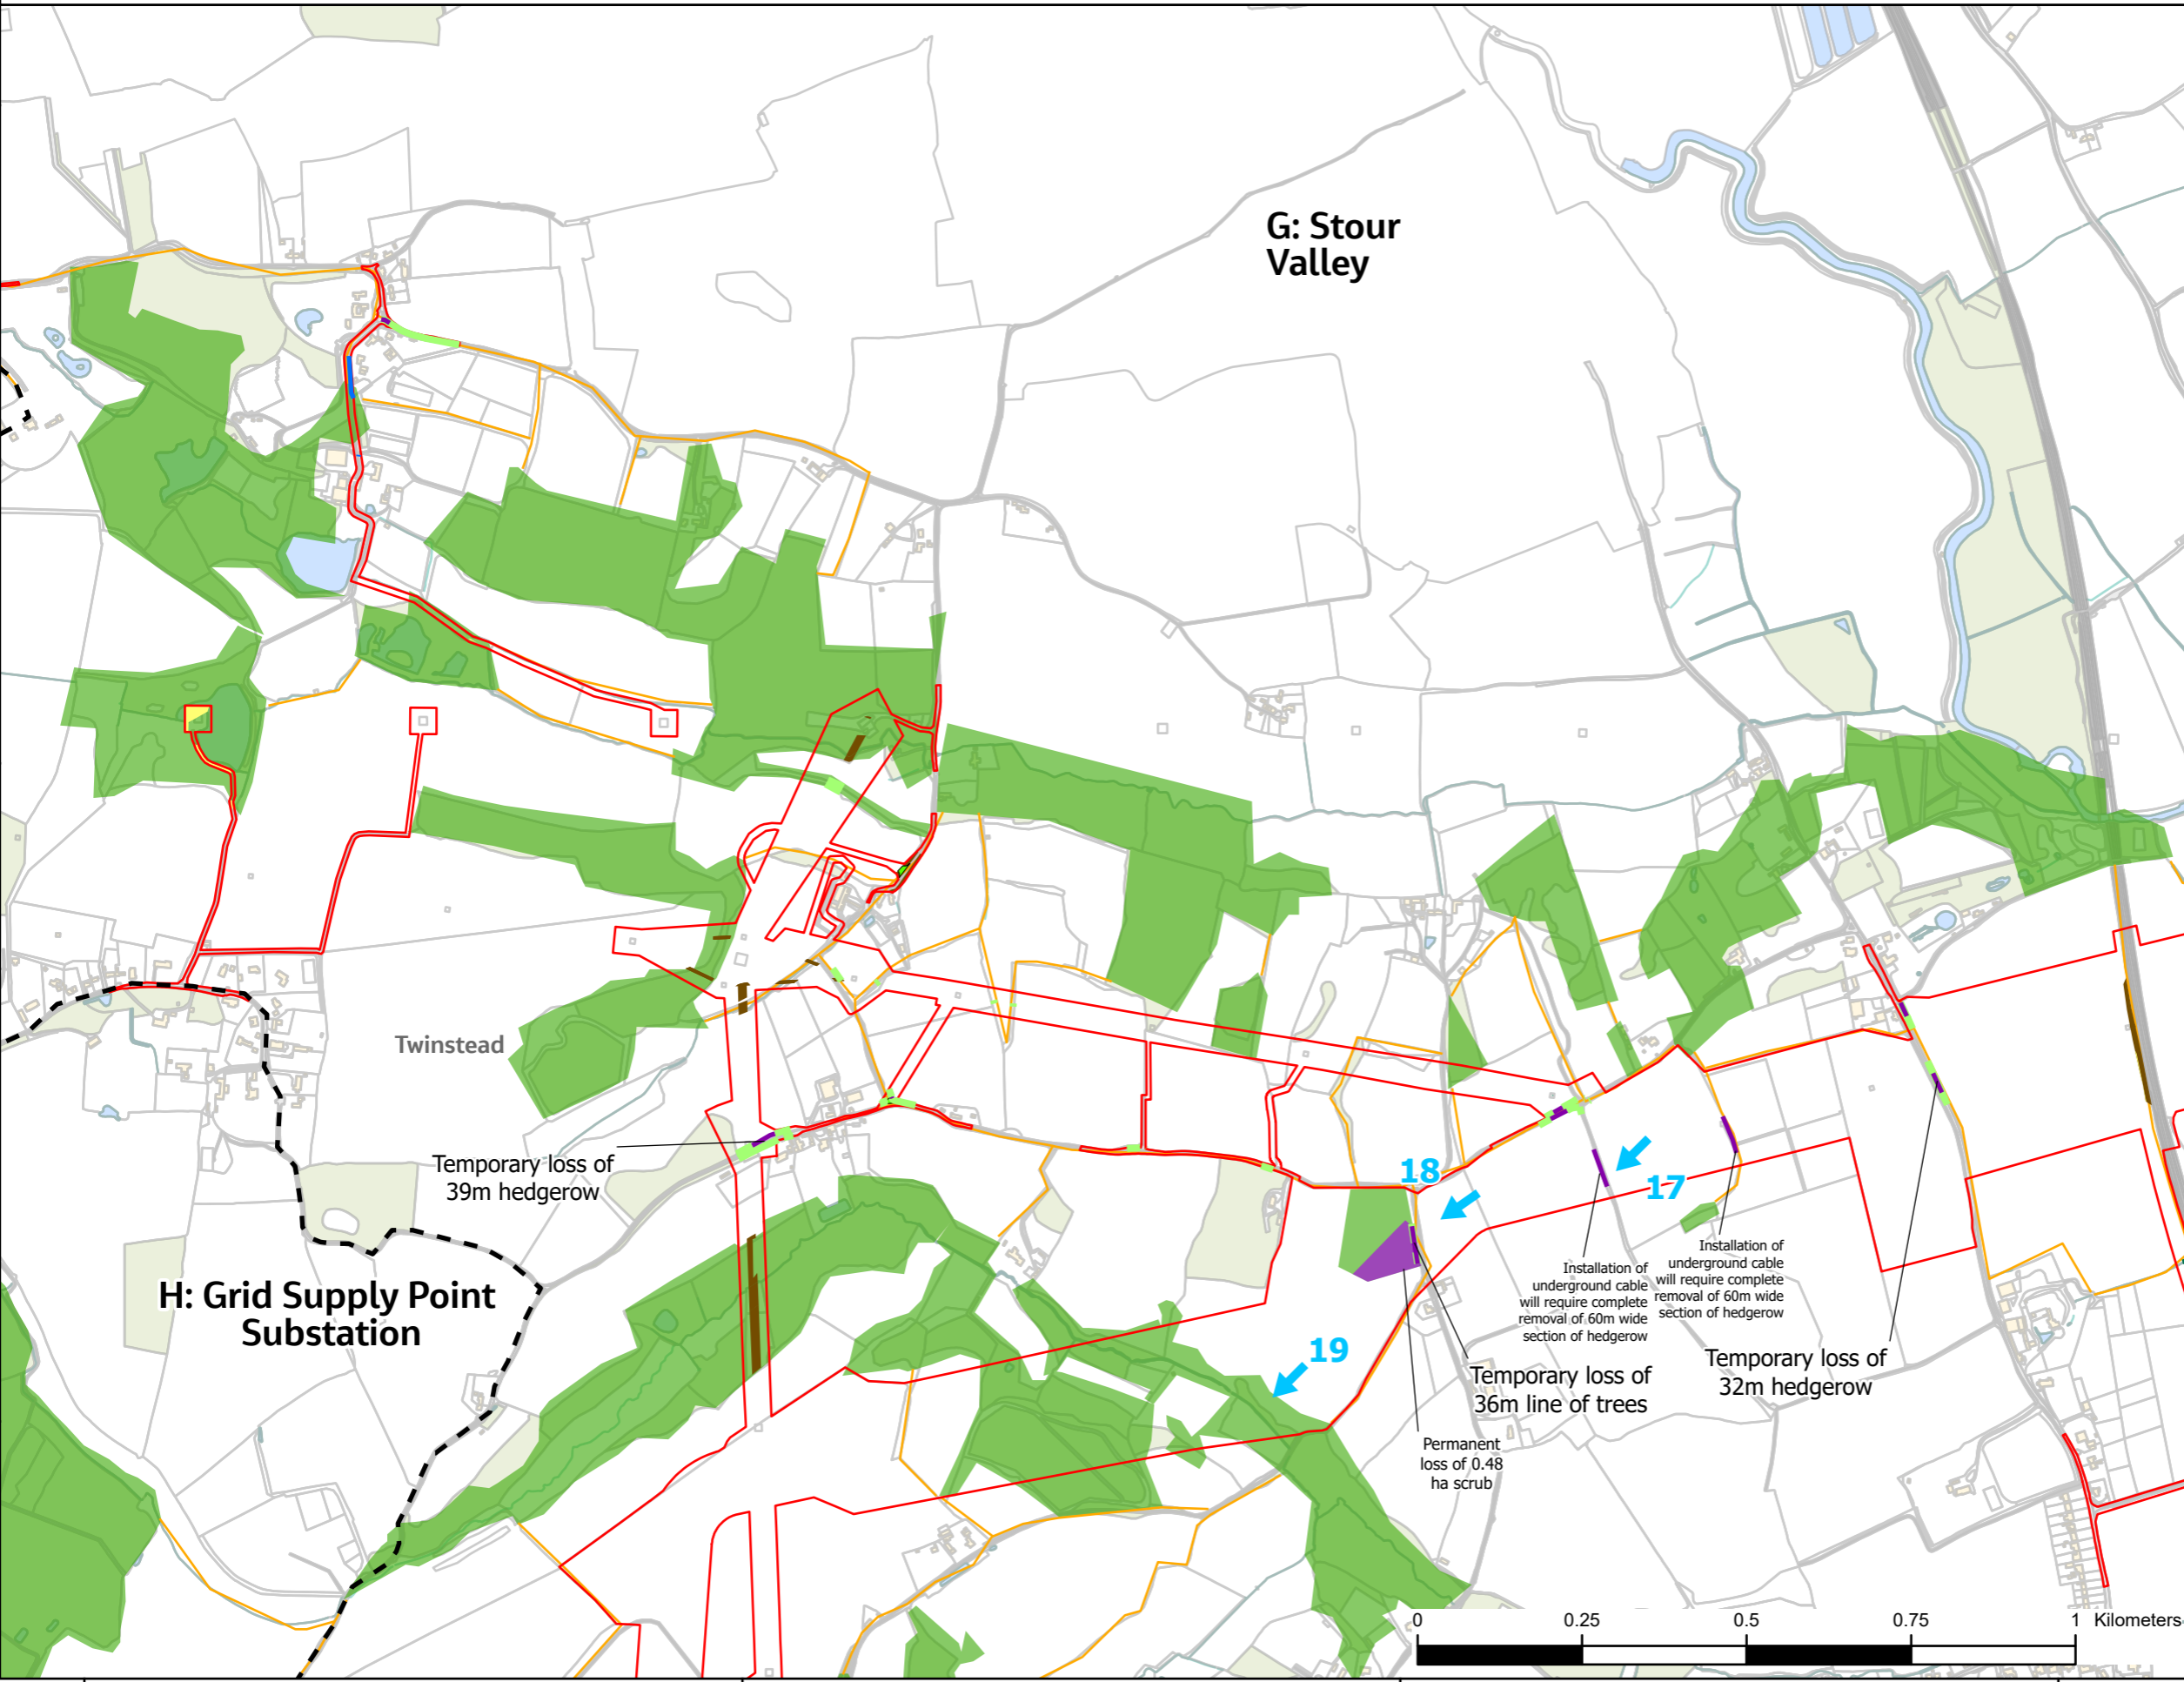 G: Stour
Valley
Twinstead
Temporary loss of
39m hedgerow
18
17
H: Grid Supply Point
Substation
Installation of
underground cable
will require complete
removal of 60m wide
section of hedgerow
Installation of
underground cable
will require complete
removal of 60m wide
section of hedgerow
19
Temporary loss of
36m line of trees
Temporary loss of
32m hedgerow
Permanent
loss of 0.48
ha scrub
0 0.25 0.5 0.75 1 Kilometers